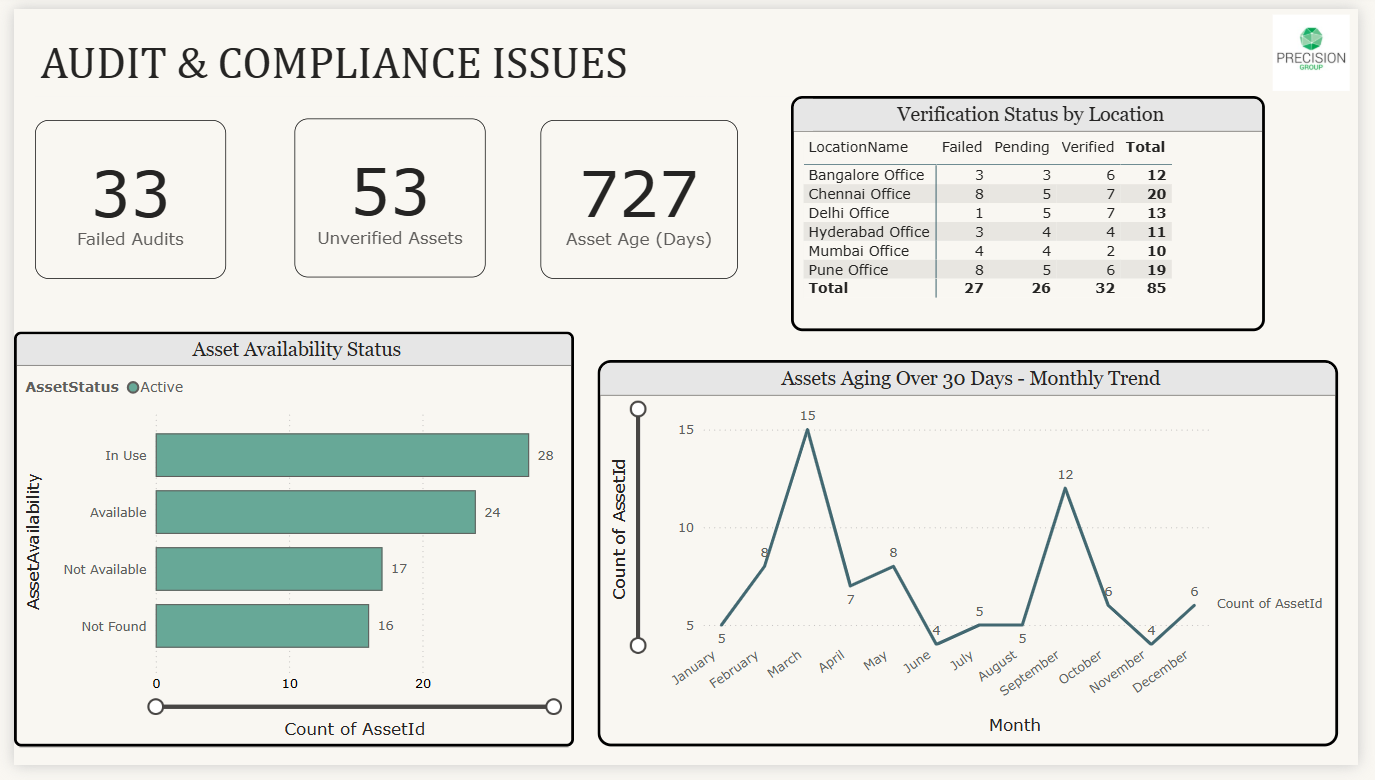 AUDIT & COMPLIANCE ISSUES
PRECISION
GROUP
33
Failed Audits
53
Unverified Assets
727
Asset Age (Days)
Verification Status by Location
LocationName Failed Pending Verified Total
Bangalore Office 3 3 6 12
Chennai Office 8 5 7 20
Delhi Office 1 5 7 13
Hyderabad Office 3 4 4 11
Mumbai Office 4 4 2 10
Pune Office 8 5 6 19
Total 27 26 32 85
Asset Availability Status
AssetStatus Active
AssetAvailability
In Use 28
Available 24
Not Available 17
Not Found 16
0 10 20
Count of AssetId
Assets Aging Over 30 Days - Monthly Trend
Count of AssetId
15
10
5
5 8 15 7 8 4 5 5 12 6 4 6
Count of AssetId
January February March April May June July August September October November December
Month